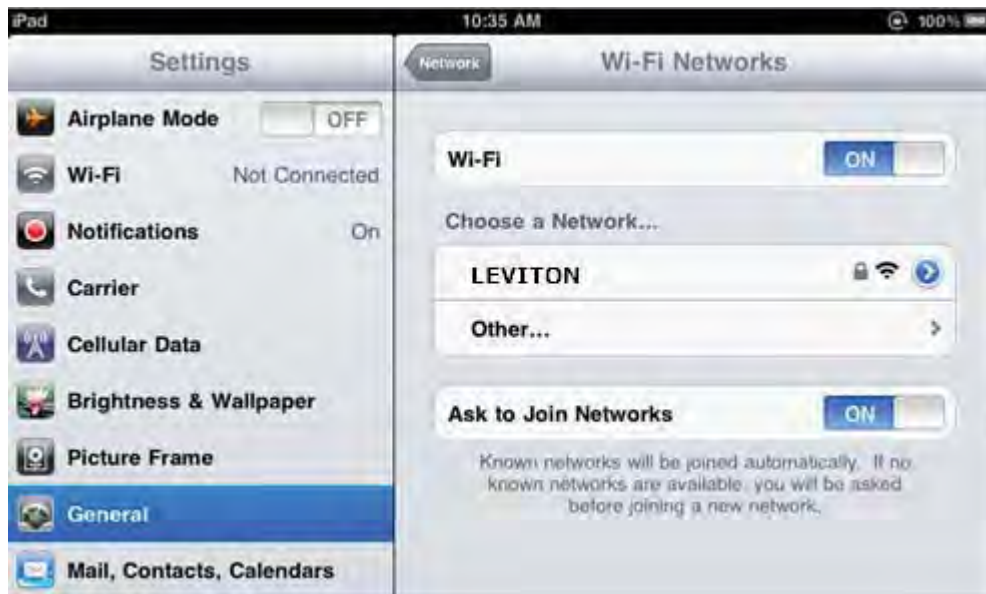 iPad 10:35 AM 100%
Settings
Network Wi-Fi Networks
Airplane Mode OFF
Wi-Fi Not Connected
Notifications On
Carrier
Cellular Data
Brightness & Wallpaper
Picture Frame
General
Mail, Contacts, Calendars
Wi-Fi ON
Choose a Network...
LEVITON
Other...
Ask to Join Networks ON
Known networks will be joined automatically. If no
known networks are available, you will be asked
before joining a new network.